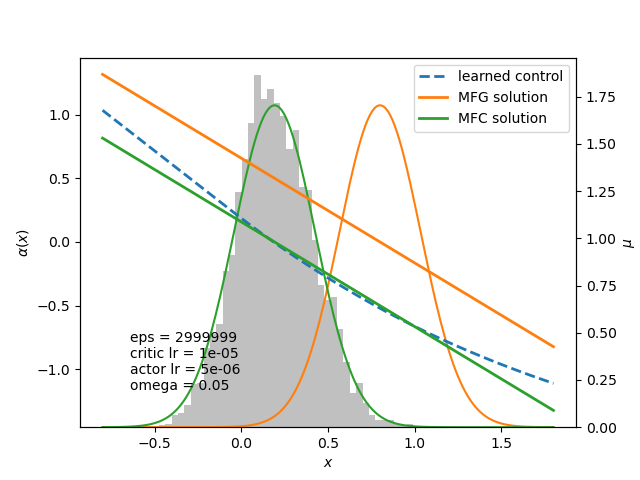 learned control
MFG solution
MFC solution
1.0
0.5
0.0
−0.5
−1.0
α(x)
1.75
1.50
1.25
1.00
0.75
0.50
0.25
0.00
μ
eps = 2999999
critic lr = 1e-05
actor lr = 5e-06
omega = 0.05
−0.5 0.0 0.5 1.0 1.5
x